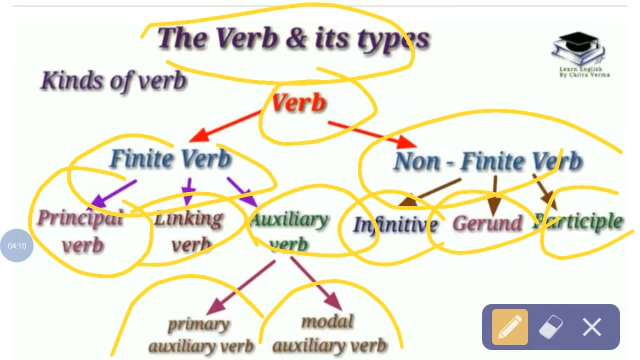 The Verb & its types
Learn English
By Chitra Verma
Kinds of verb
Verb
Finite Verb
Non - Finite Verb
Principal verb
Linking verb
Auxiliary verb
Infinitive
Gerund
Participle
04:10
primary auxiliary verb
modal auxiliary verb